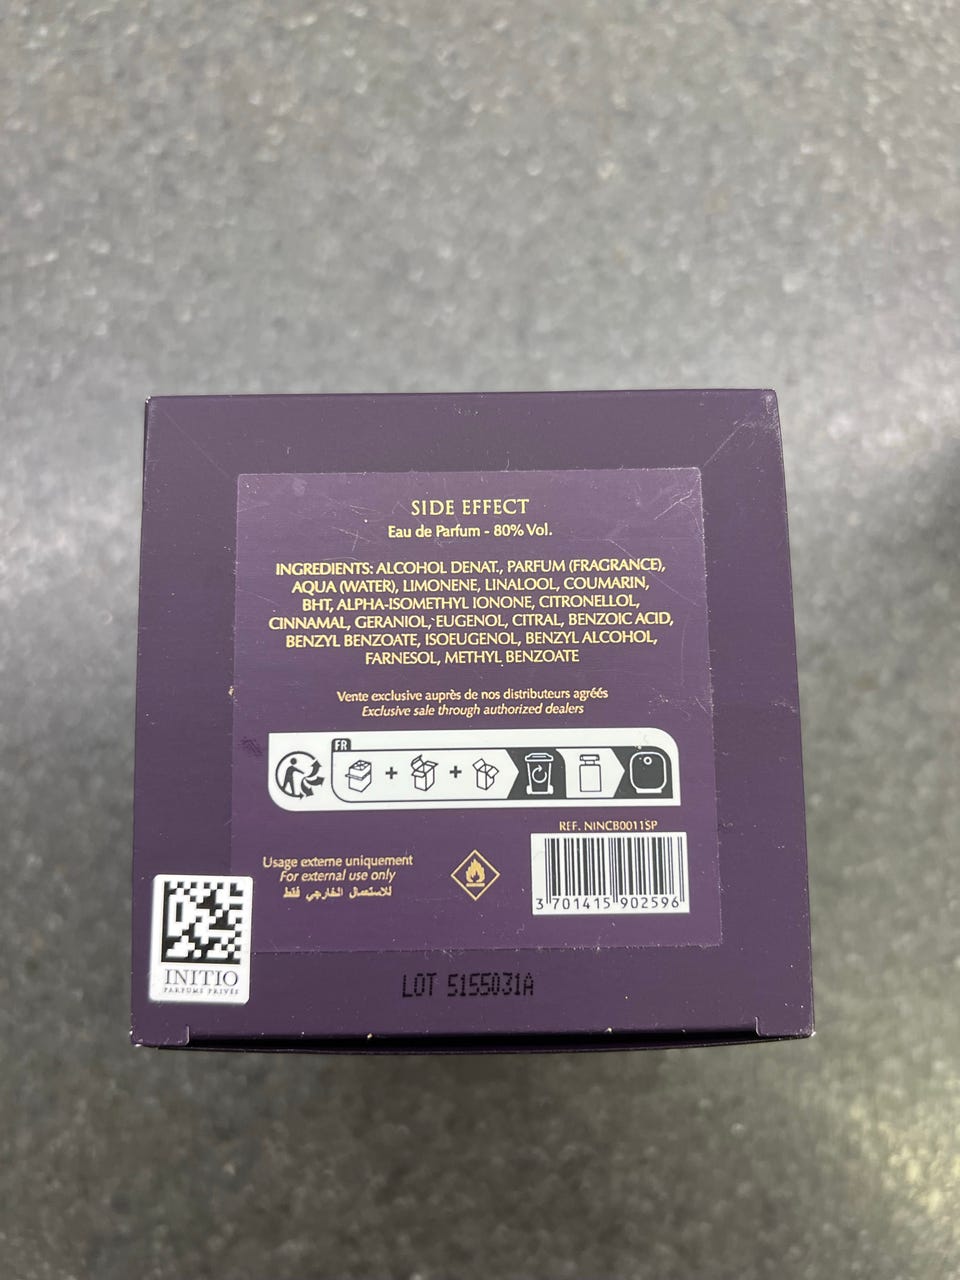 SIDE EFFECT
Eau de Parfum - 80% Vol.
INGREDIENTS: ALCOHOL DENAT., PARFUM (FRAGRANCE),
AQUA (WATER), LIMONENE, LINALOOL, COUMARIN,
BHT, ALPHA-ISOMETHYL IONONE, CITRONELLOL,
CINNAMAL, GERANIOL, EUGENOL, CITRAL, BENZOIC ACID,
BENZYL BENZOATE, ISOEUGENOL, BENZYL ALCOHOL,
FARNESOL, METHYL BENZOATE
Vente exclusive auprès de nos distributeurs agréés
Exclusive sale through authorized dealers
FR
REF. NINCB0011SP
Usage externe uniquement
For external use only
للاستعمال الخارجي فقط
3 701415 902596
INITIO
PARFUMS PRIVÉS
LOT 5155031A